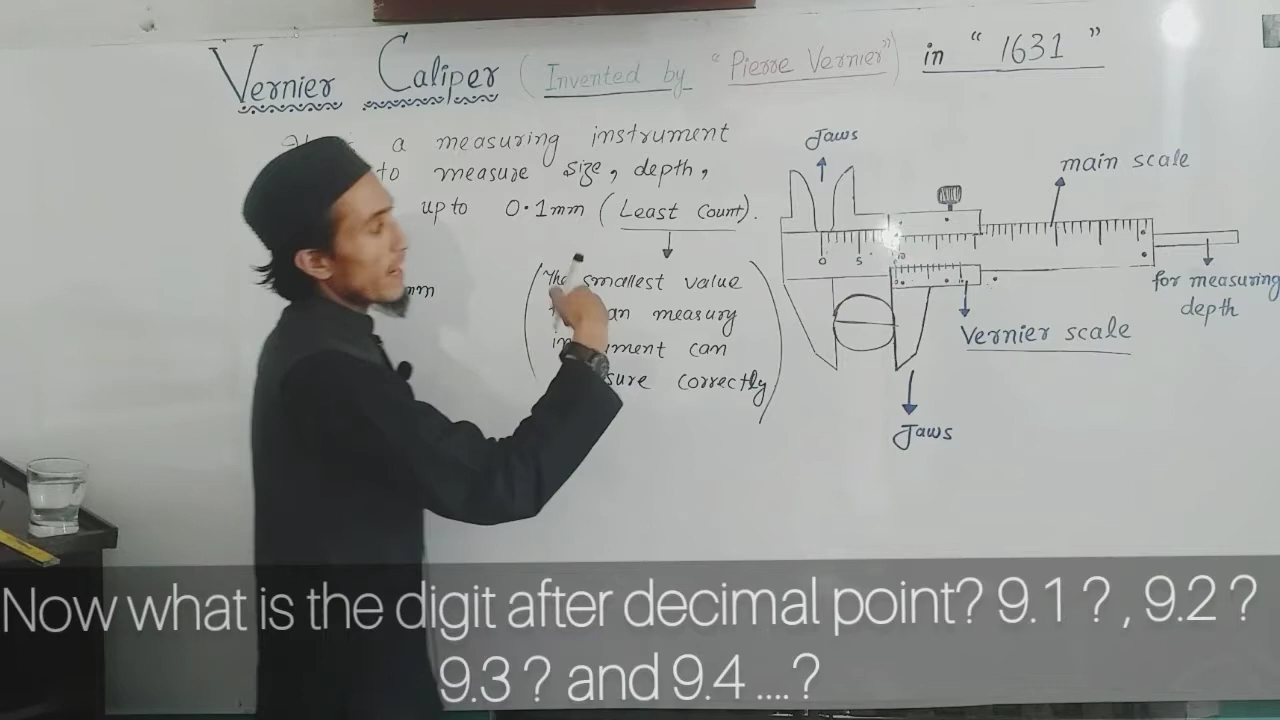 Vernier Caliper ( Invented by "Pierre Vernier") in " 1631 "
a measuring instrument
to measure size, depth,
upto 0.1mm (Least Count).
The smallest value
an measury
ment can
sure correctly
mm
Jaws
main scale
0 5 10
for measuring
depth
Vernier scale
Jaws
Now what is the digit after decimal point? 9.1 ? , 9.2 ?
9.3 ? and 9.4 ....?